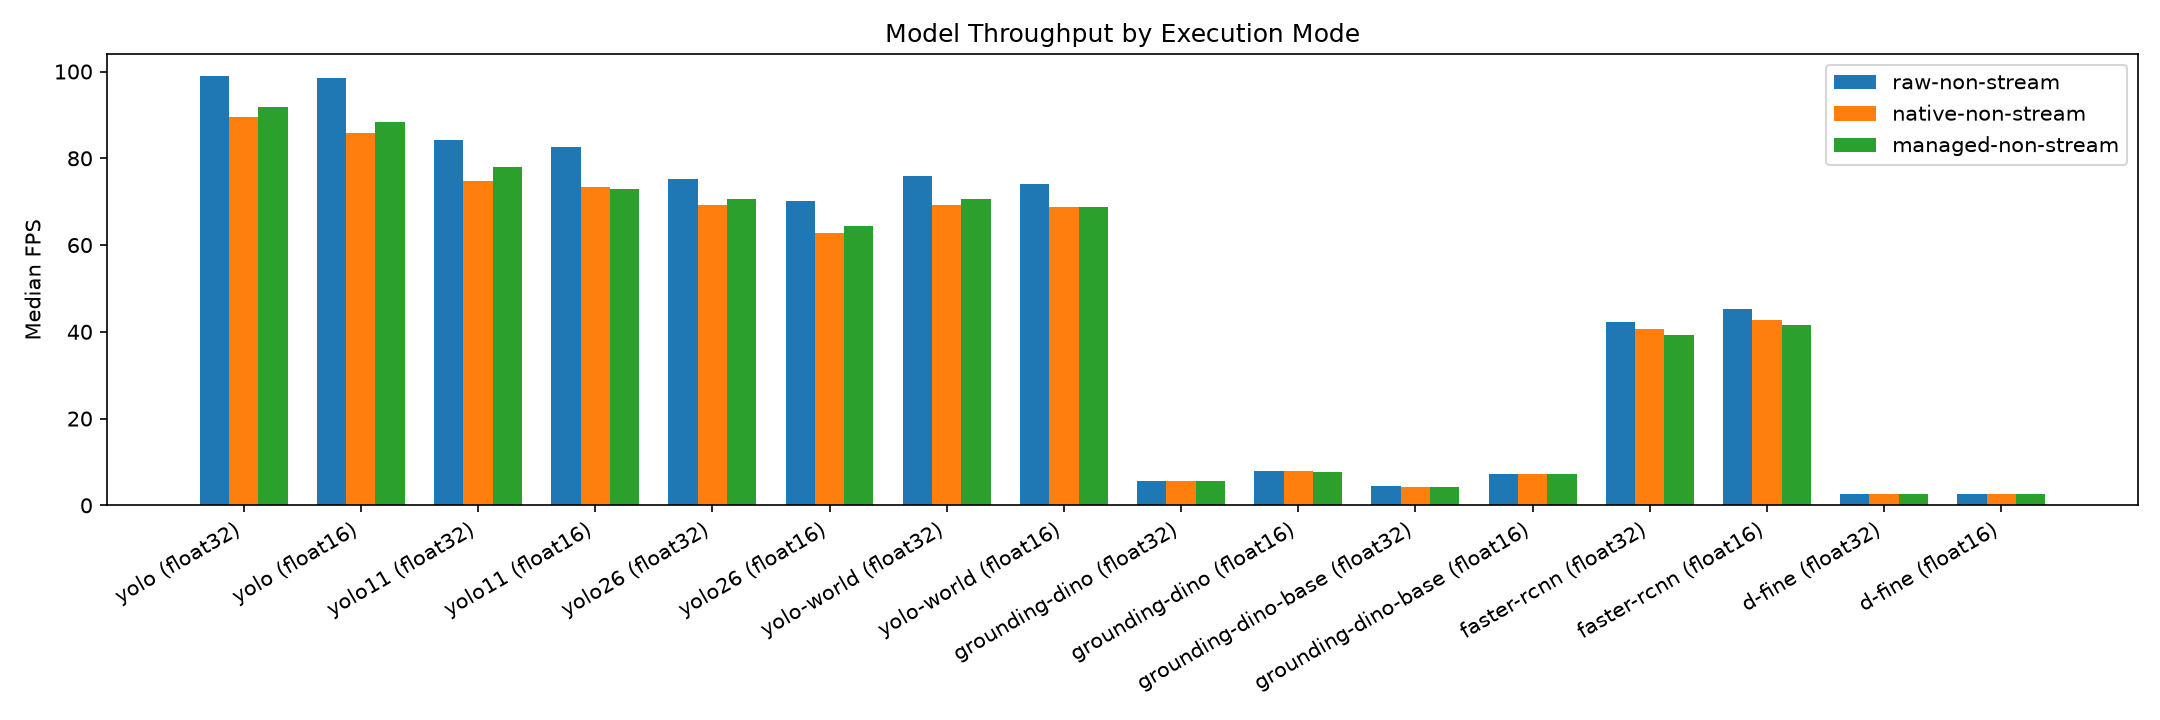 Model Throughput by Execution Mode
Median FPS
100
80
60
40
20
0
raw-non-stream
native-non-stream
managed-non-stream
yolo (float32)
yolo (float16)
yolo11 (float32)
yolo11 (float16)
yolo26 (float32)
yolo26 (float16)
yolo-world (float32)
yolo-world (float16)
grounding-dino (float32)
grounding-dino (float16)
grounding-dino-base (float32)
grounding-dino-base (float16)
faster-rcnn (float32)
faster-rcnn (float16)
d-fine (float32)
d-fine (float16)